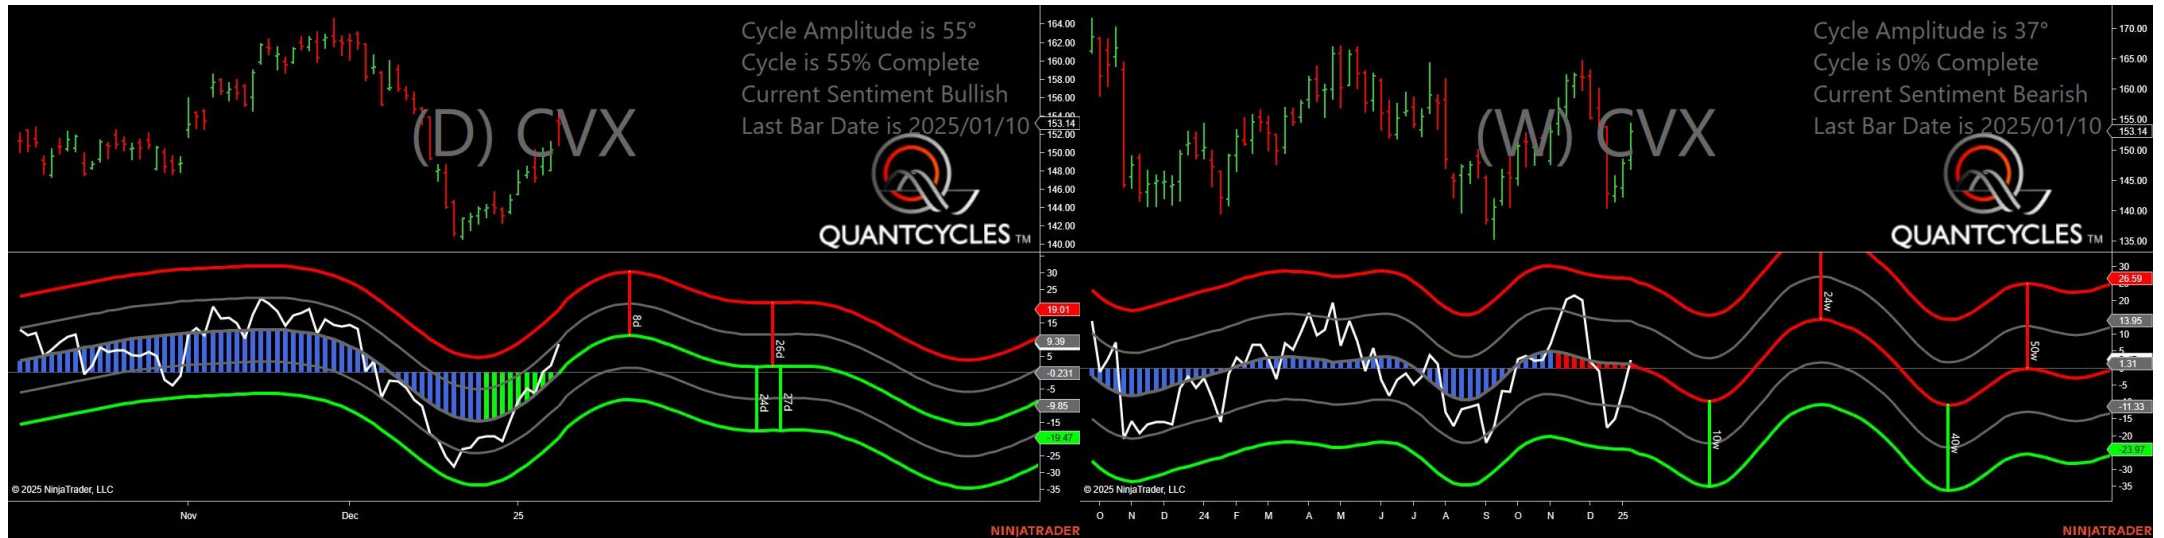 Cycle Amplitude is 55°
Cycle is 55% Complete
Current Sentiment Bullish
Last Bar Date is 2025/01/10
(D) CVX
QUANTCYCLES TM
164.00
162.00
160.00
158.00
156.00
154.00
153.14
152.00
150.00
148.00
146.00
144.00
142.00
140.00
30
25
19.01
15
9.39
5
-0.231
-5
-9.85
-15
-19.47
-25
-30
-35
8d
26d
24d
27d
© 2025 NinjaTrader, LLC
Nov
Dec
25
NINJATRADER
Cycle Amplitude is 37°
Cycle is 0% Complete
Current Sentiment Bearish
Last Bar Date is 2025/01/10
(W) CVX
QUANTCYCLES TM
170.00
165.00
160.00
155.00
153.14
150.00
145.00
140.00
135.00
30
26.59
20
13.95
10
5
1.31
-5
-11.33
-15
-20
-23.97
-30
-35
24w
50w
10w
40w
© 2025 NinjaTrader, LLC
O
N
D
24
F
M
A
M
J
J
A
S
O
N
D
25
NINJATRADER